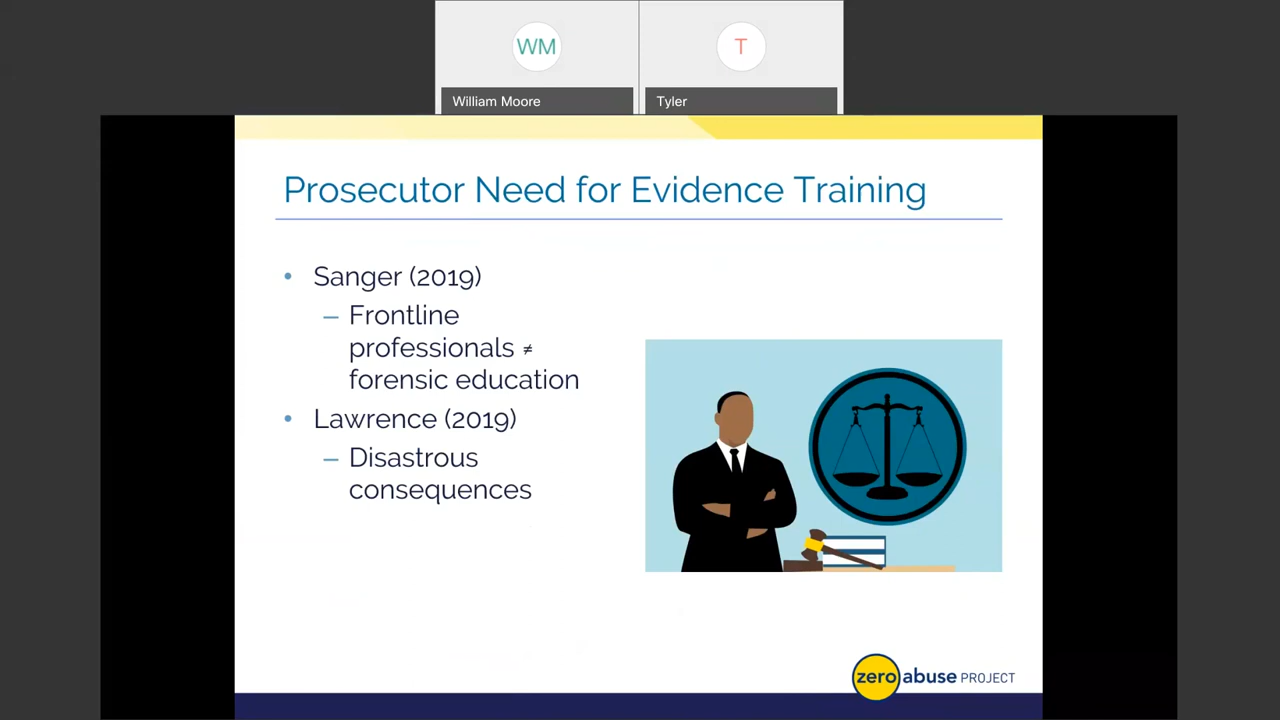 WM
T
William Moore
Tyler
Prosecutor Need for Evidence Training
• Sanger (2019)
– Frontline
professionals ≠
forensic education
• Lawrence (2019)
– Disastrous
consequences
zero abuse PROJECT